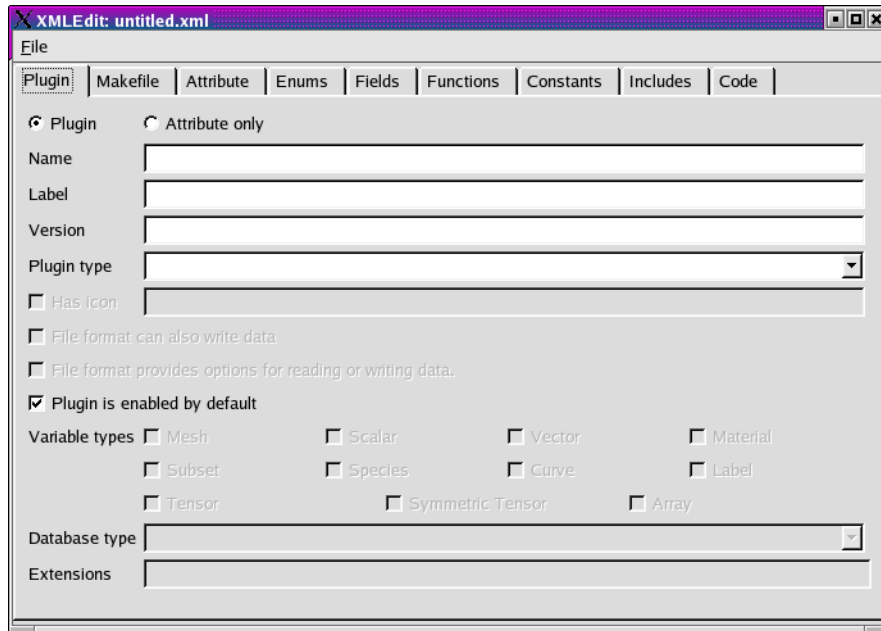 XMLEdit: untitled.xml
File
Plugin Makefile Attribute Enums Fields Functions Constants Includes Code
Plugin Attribute only
Name
Label
Version
Plugin type
Has icon
File format can also write data
File format provides options for reading or writing data.
Plugin is enabled by default
Variable types Mesh Scalar Vector Material
Subset Species Curve Label
Tensor Symmetric Tensor Array
Database type
Extensions